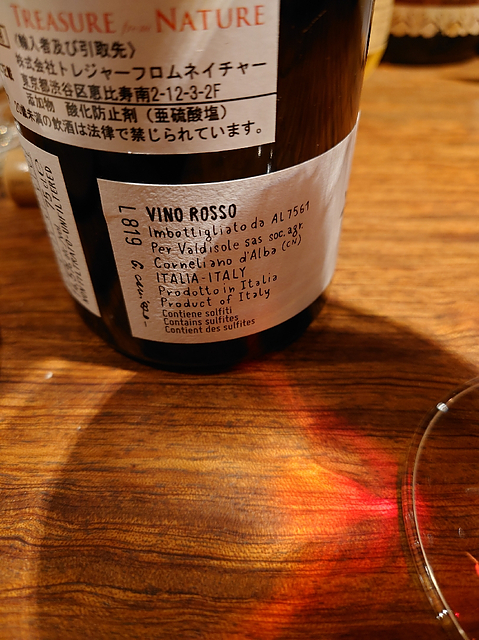 TREASURE from NATURE
《輸入者及び引取先》
株式会社トレジャーフロムネイチャー
東京都渋谷区恵比寿南2-12-3-2F
添加物 酸化防止剤(亜硫酸塩)
20歳未満の飲酒は法律で禁じられています。
L 819
VINO ROSSO
Imbottigliato da AL7561
Per Valdisole sas soc. agr.
Corneliano d'Alba (CN)
ITALIA - ITALY
Prodotto in Italia
Product of Italy
Contiene solfiti
Contains sulfites
Contient des sulfites